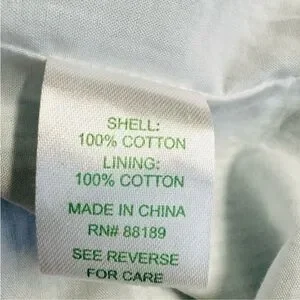 SHELL:
100% COTTON
LINING:
100% COTTON
MADE IN CHINA
RN# 88189
SEE REVERSE
FOR CARE